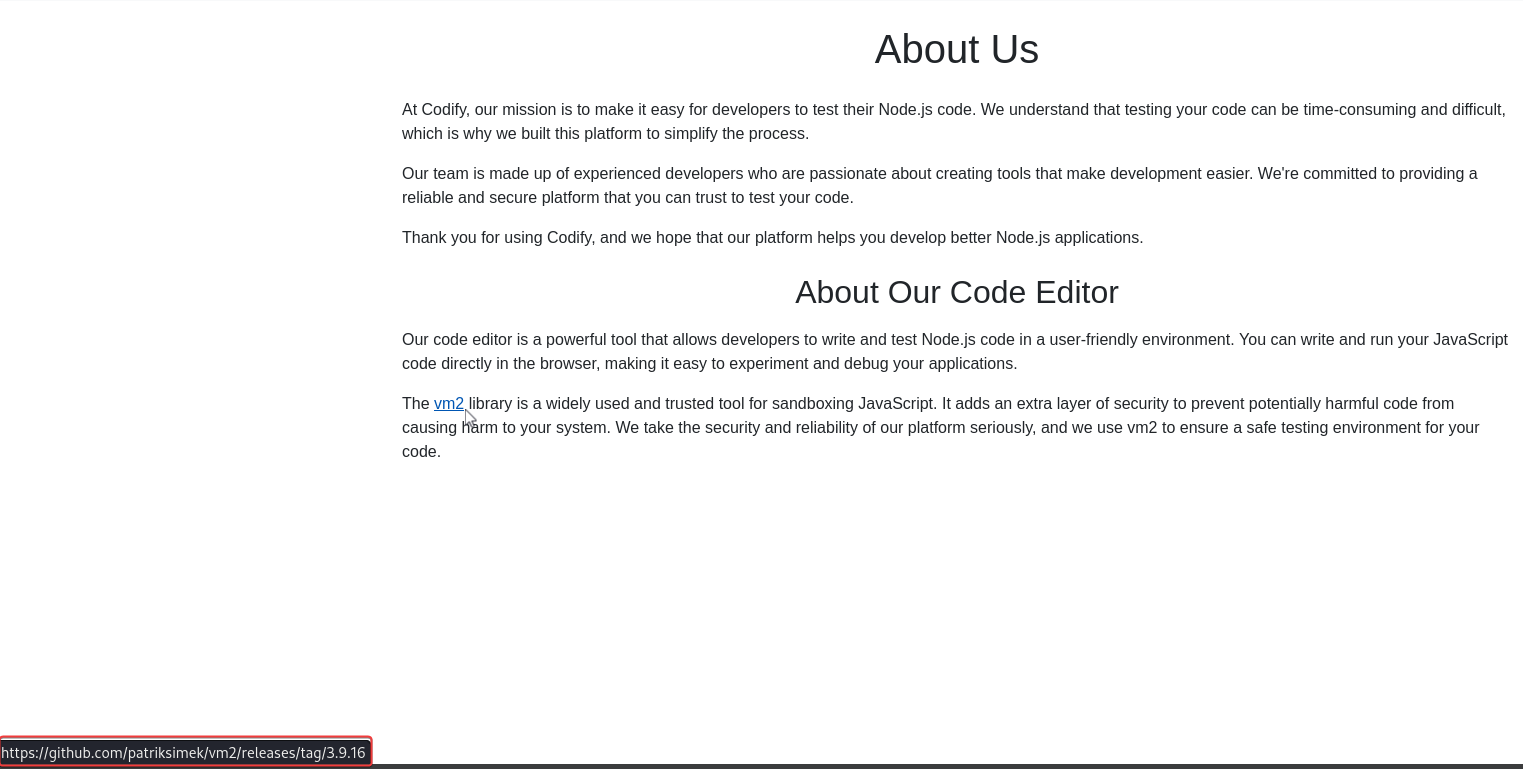 About Us
At Codify, our mission is to make it easy for developers to test their Node.js code. We understand that testing your code can be time-consuming and difficult,
which is why we built this platform to simplify the process.
Our team is made up of experienced developers who are passionate about creating tools that make development easier. We're committed to providing a
reliable and secure platform that you can trust to test your code.
Thank you for using Codify, and we hope that our platform helps you develop better Node.js applications.
About Our Code Editor
Our code editor is a powerful tool that allows developers to write and test Node.js code in a user-friendly environment. You can write and run your JavaScript
code directly in the browser, making it easy to experiment and debug your applications.
The vm2 library is a widely used and trusted tool for sandboxing JavaScript. It adds an extra layer of security to prevent potentially harmful code from
causing harm to your system. We take the security and reliability of our platform seriously, and we use vm2 to ensure a safe testing environment for your
code.
https://github.com/patriksimek/vm2/releases/tag/3.9.16